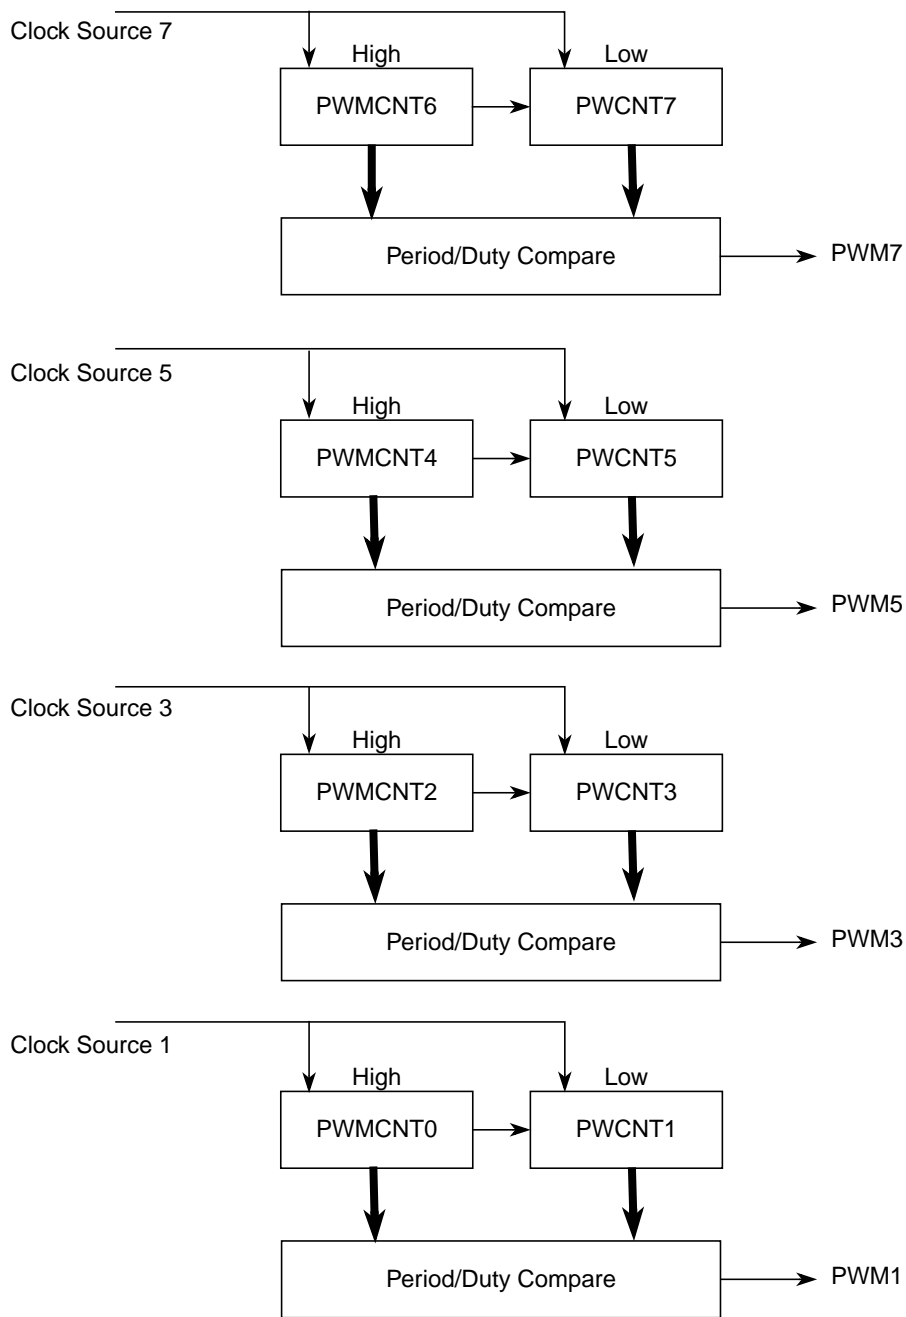 Clock Source 7
High
Low
PWMCNT6
PWCNT7
Period/Duty Compare
PWM7
Clock Source 5
High
Low
PWMCNT4
PWCNT5
Period/Duty Compare
PWM5
Clock Source 3
High
Low
PWMCNT2
PWCNT3
Period/Duty Compare
PWM3
Clock Source 1
High
Low
PWMCNT0
PWCNT1
Period/Duty Compare
PWM1